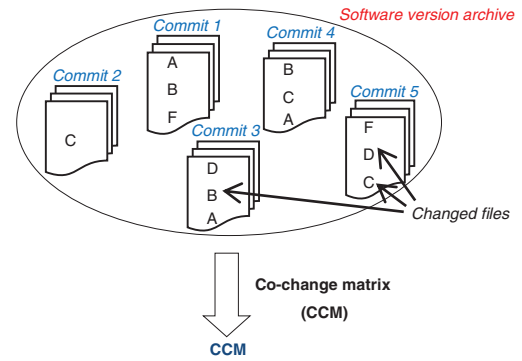 Software version archive
Commit 1
A
B
F
Commit 4
B
C
A
Commit 2
C
Commit 5
F
D
C
Commit 3
D
B
A
Changed files
Co-change matrix
(CCM)
CCM